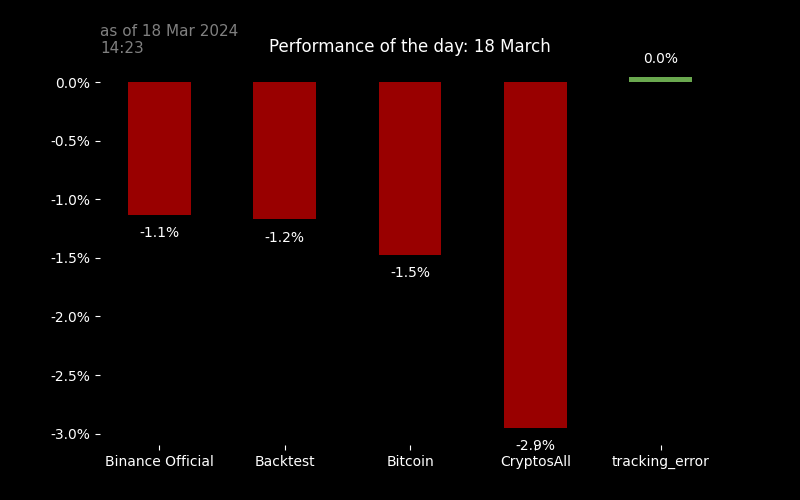 as of 18 Mar 2024
14:23
Performance of the day: 18 March
0.0%
0.0%
-0.5%
-1.0%
-1.1%
-1.2%
-1.5%
-1.5%
-2.0%
-2.5%
-3.0%
-2.9%
Binance Official
Backtest
Bitcoin
CryptosAll
tracking_error